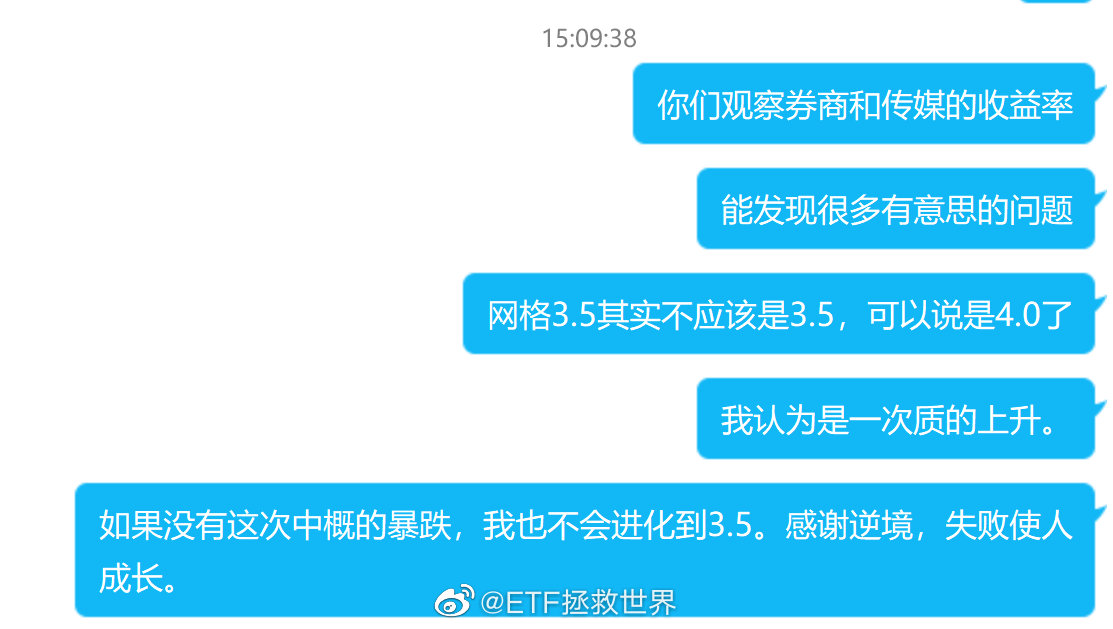 15:09:38
你们观察券商和传媒的收益率
能发现很多有意思的问题
网格3.5其实不应该是3.5，可以说是4.0了
我认为是一次质的上升。
如果没有这次中概的暴跌，我也不会进化到3.5。感谢逆境，失败使人
成长。
@ETF拯救世界